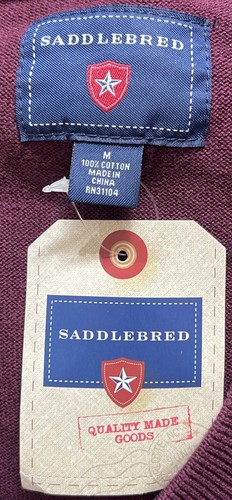 SADDLEBRED
M
100% COTTON
MADE IN
CHINA
RN31104
SADDLEBRED
QUALITY MADE
GOODS